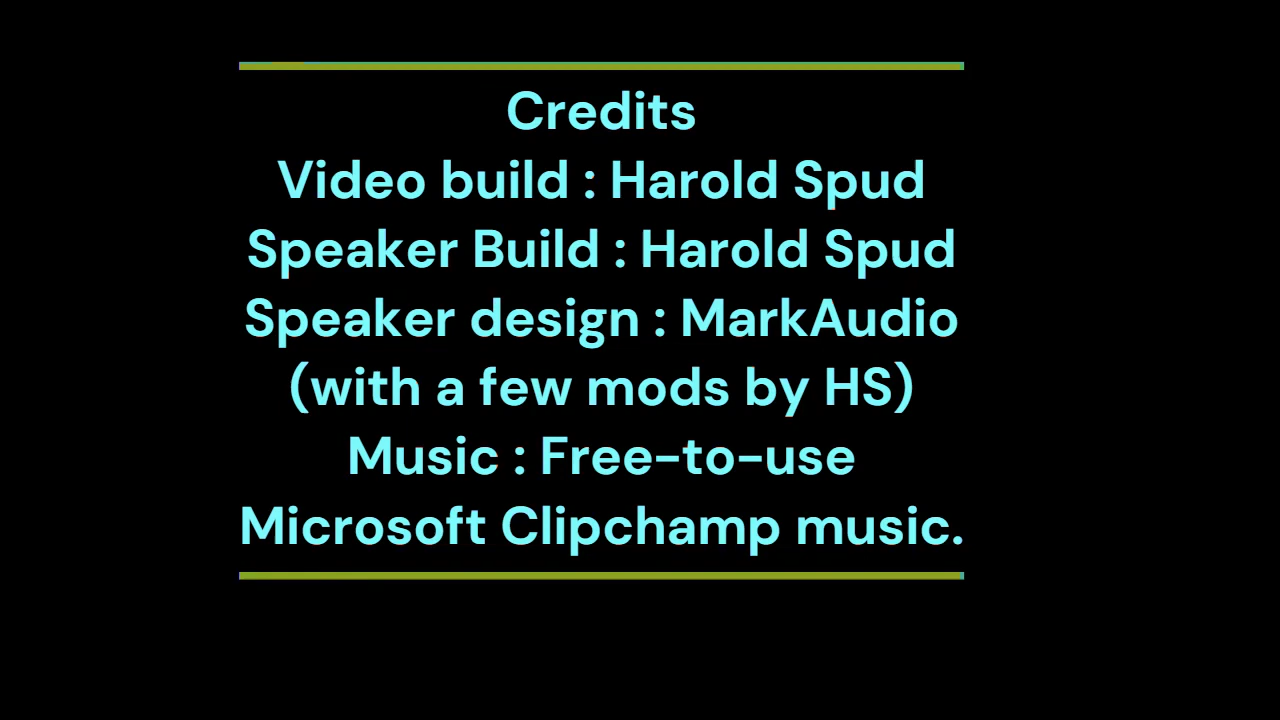 Credits
Video build : Harold Spud
Speaker Build : Harold Spud
Speaker design : MarkAudio
(with a few mods by HS)
Music : Free-to-use
Microsoft Clipchamp music.